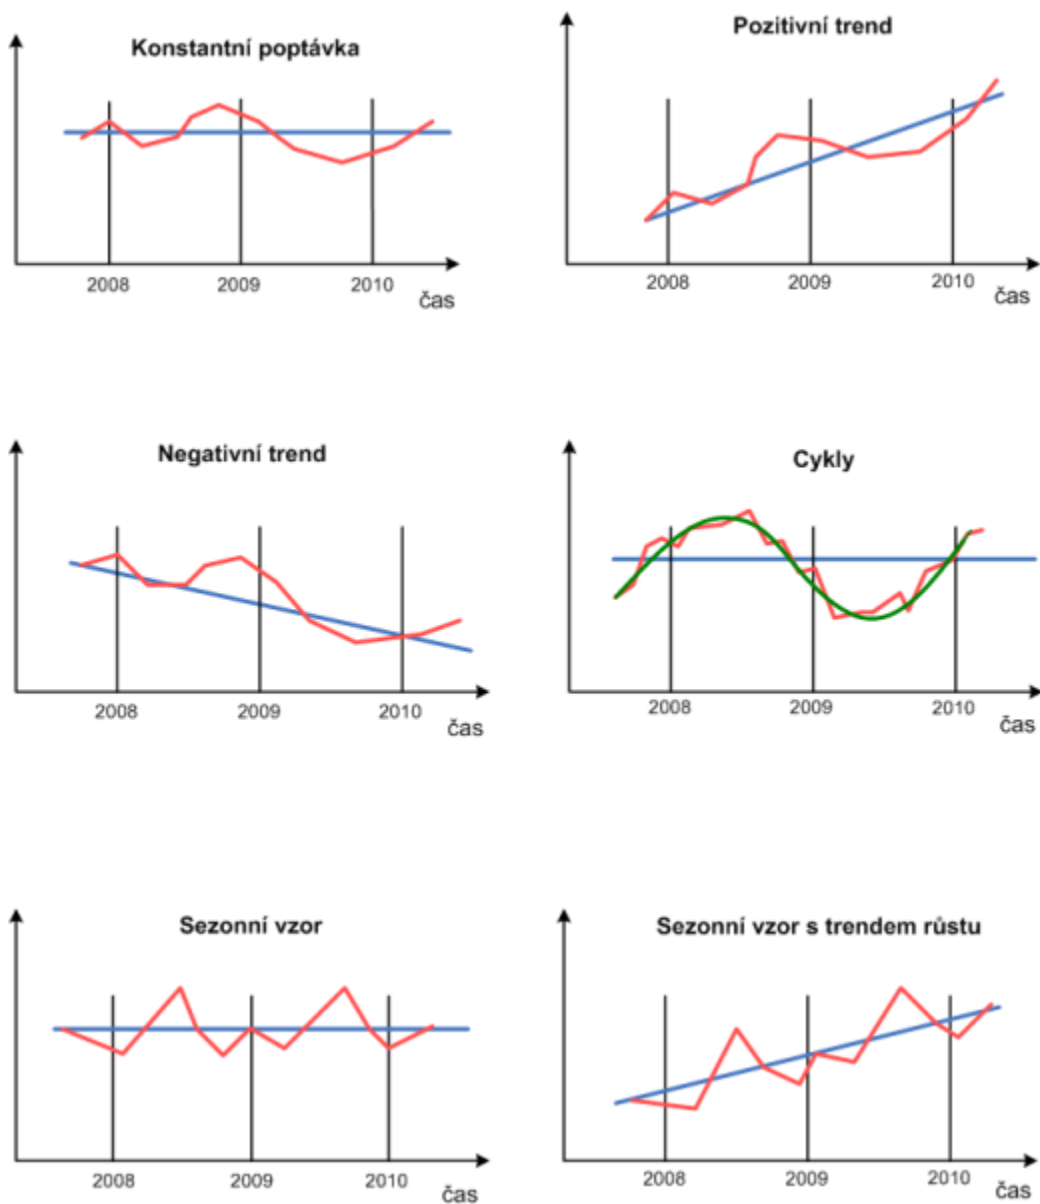 Konstantní poptávka
2008 2009 2010
čas
Pozitivní trend
2008 2009 2010
čas
Negativní trend
2008 2009 2010
čas
Cykly
2008 2009 2010
čas
Sezonní vzor
2008 2009 2010
čas
Sezonní vzor s trendem růstu
2008 2009 2010
čas